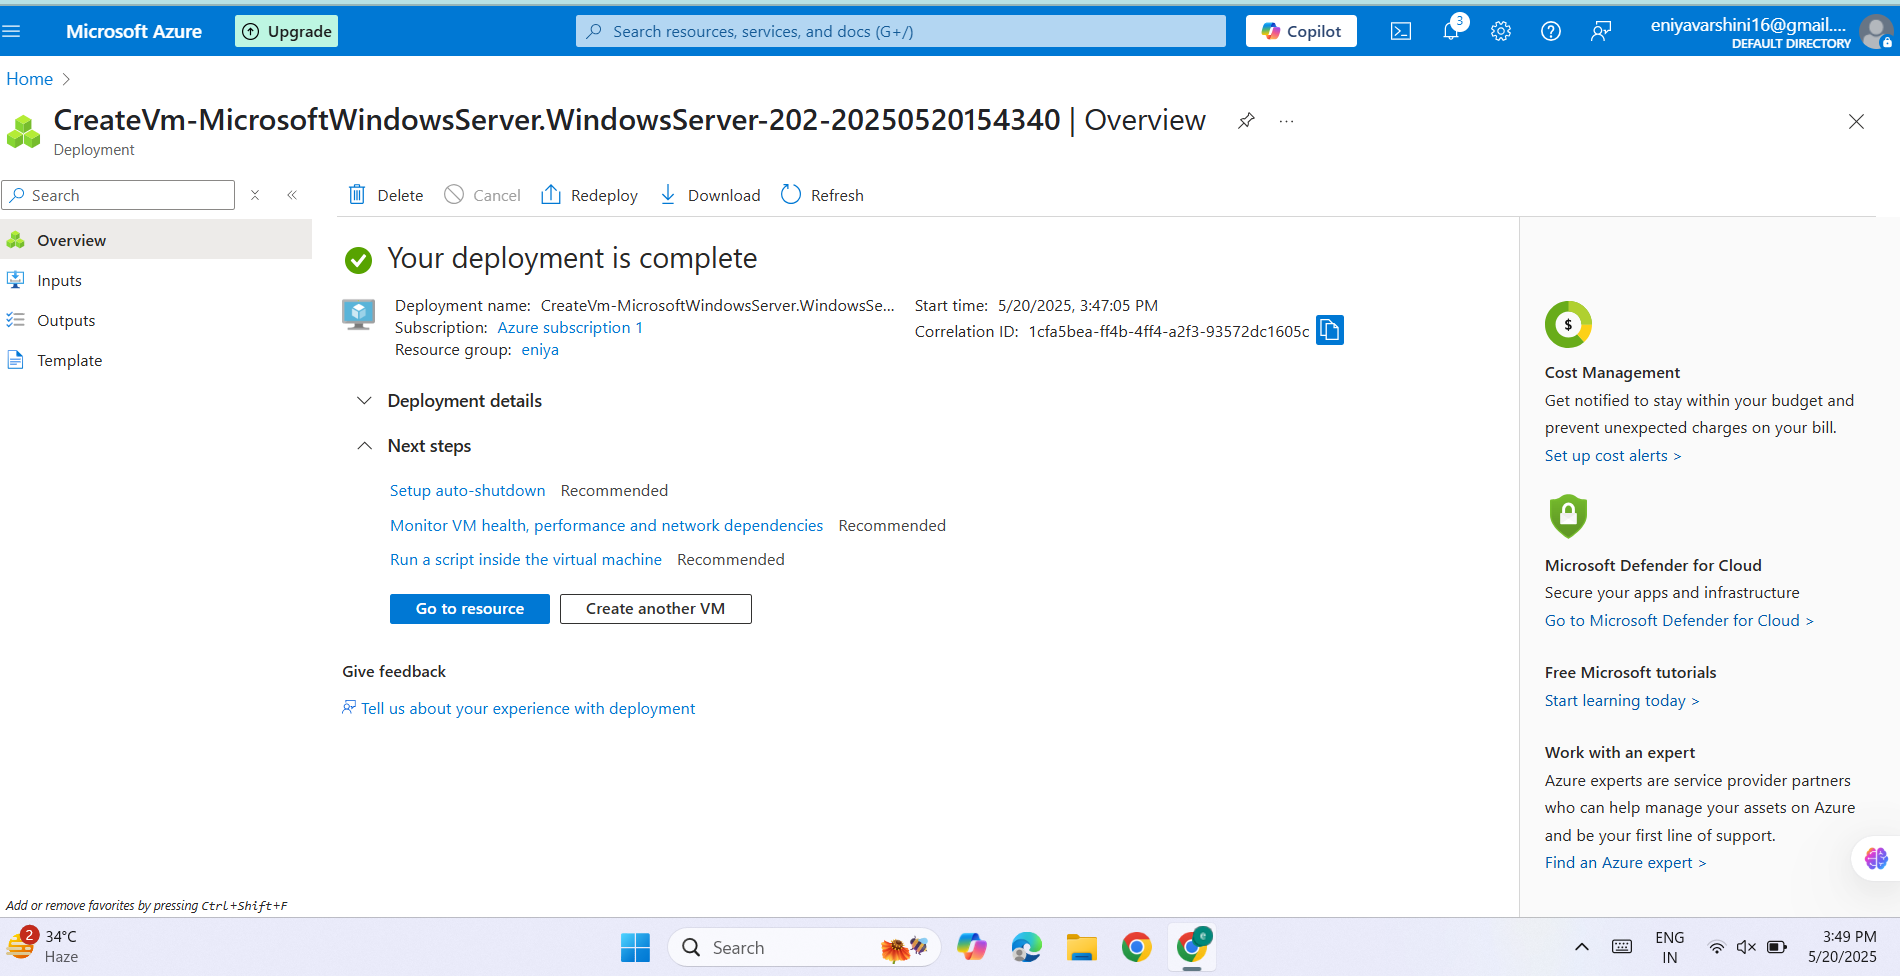 Microsoft Azure
Upgrade
Search resources, services, and docs (G+/)
Copilot
3
eniyavarshini16@gmail....
DEFAULT DIRECTORY
Home
CreateVm-MicrosoftWindowsServer.WindowsServer-202-20250520154340 | Overview
...
Deployment
Search
Delete
Cancel
Redeploy
Download
Refresh
Overview
Inputs
Outputs
Template
Your deployment is complete
Deployment name: CreateVm-MicrosoftWindowsServer.WindowsSe...
Subscription: Azure subscription 1
Resource group: eniya
Start time: 5/20/2025, 3:47:05 PM
Correlation ID: 1cfa5bea-ff4b-4ff4-a2f3-93572dc1605c
Deployment details
Next steps
Setup auto-shutdown Recommended
Monitor VM health, performance and network dependencies Recommended
Run a script inside the virtual machine Recommended
Go to resource
Create another VM
Give feedback
Tell us about your experience with deployment
$
Cost Management
Get notified to stay within your budget and
prevent unexpected charges on your bill.
Set up cost alerts >
Microsoft Defender for Cloud
Secure your apps and infrastructure
Go to Microsoft Defender for Cloud >
Free Microsoft tutorials
Start learning today >
Work with an expert
Azure experts are service provider partners
who can help manage your assets on Azure
and be your first line of support.
Find an Azure expert >
Add or remove favorites by pressing Ctrl+Shift+F
2
34°C
Haze
Search
e
ENG
IN
3:49 PM
5/20/2025